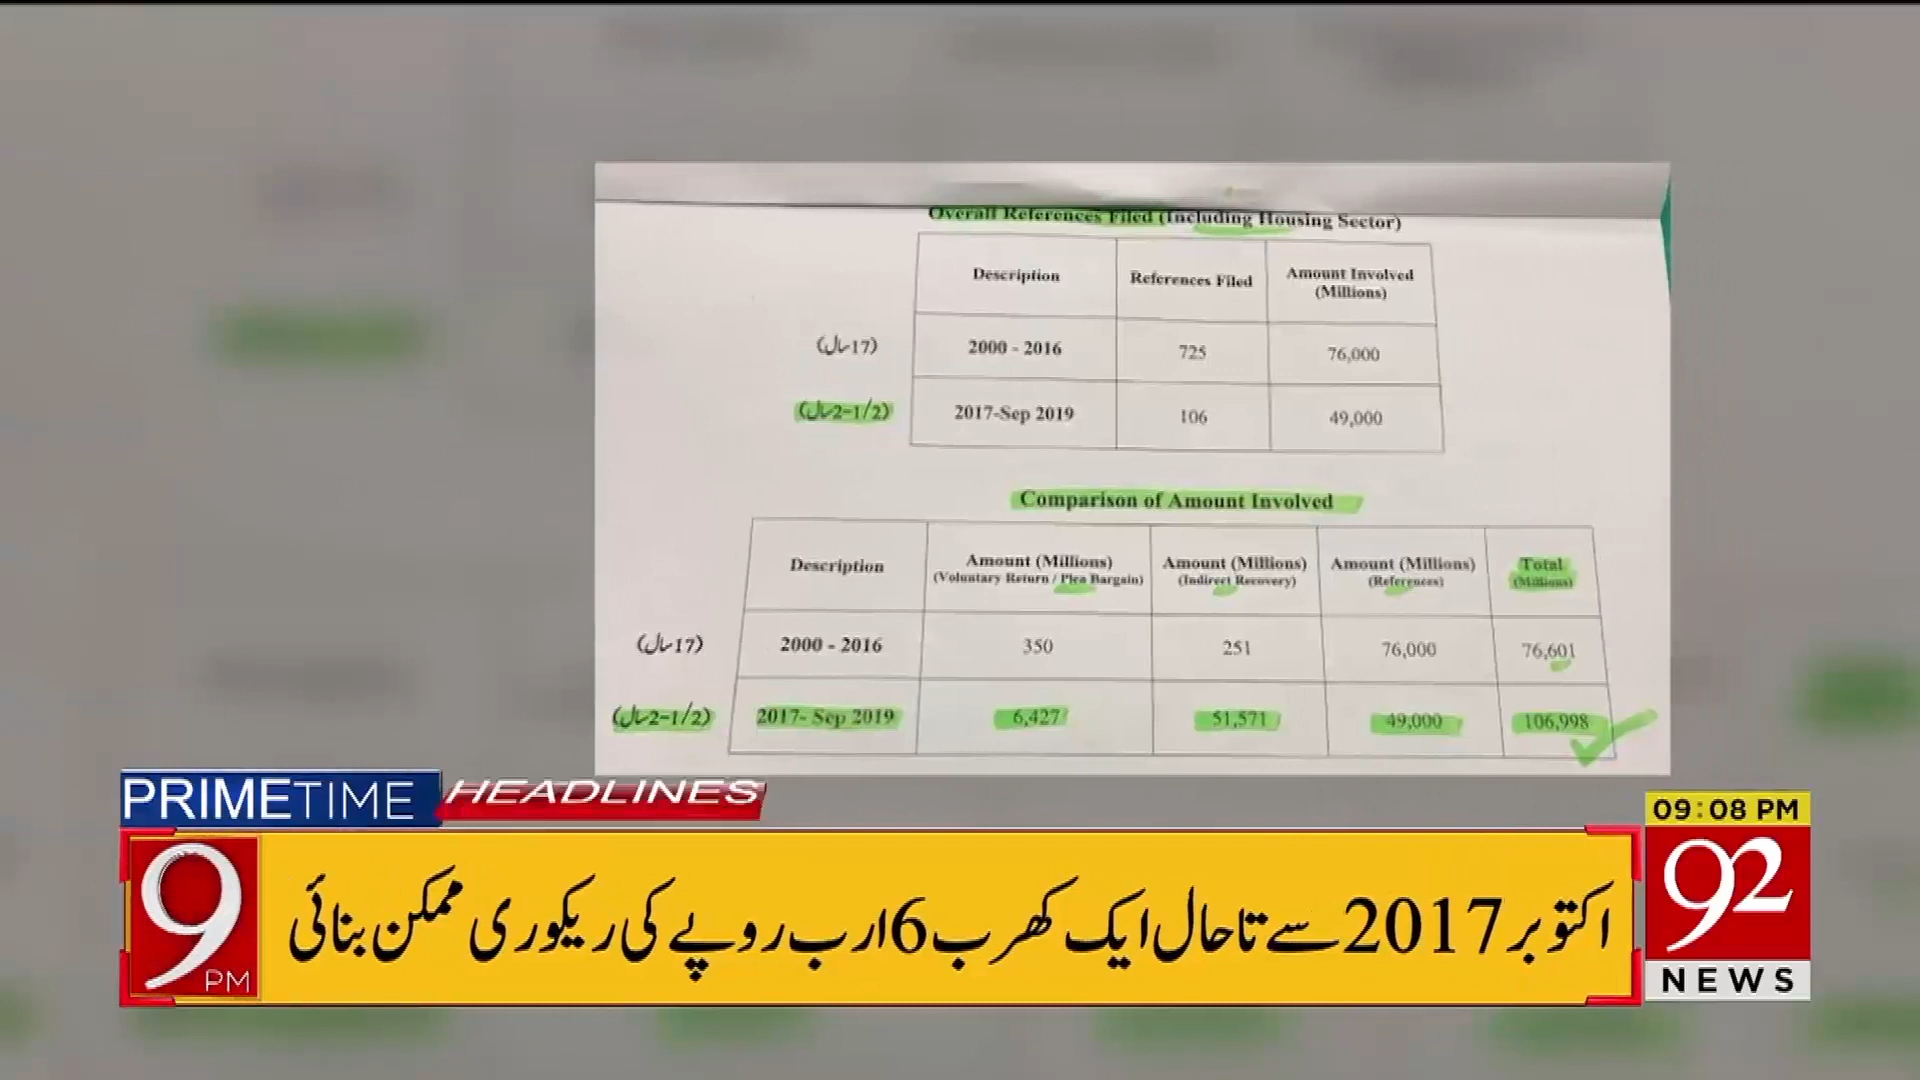 Overall References Filed (Including Housing Sector)
Description References Filed Amount Involved (Millions)
(17سال) 2000 - 2016 725 76,000
(2-1/2سال) 2017-Sep 2019 106 49,000
Comparison of Amount Involved
Description Amount (Millions) (Voluntary Return / Plea Bargain) Amount (Millions) (Indirect Recovery) Amount (Millions) (References) Total (Millions)
(17سال) 2000 - 2016 350 251 76,000 76,601
(2-1/2سال) 2017- Sep 2019 6,427 51,571 49,000 106,998
PRIMETIME HEADLINES
09:08 PM
9 PM
اکتوبر 2017 سے تاحال ایک کھرب 6 ارب روپے کی ریکوری ممکن بنائی
92
NEWS